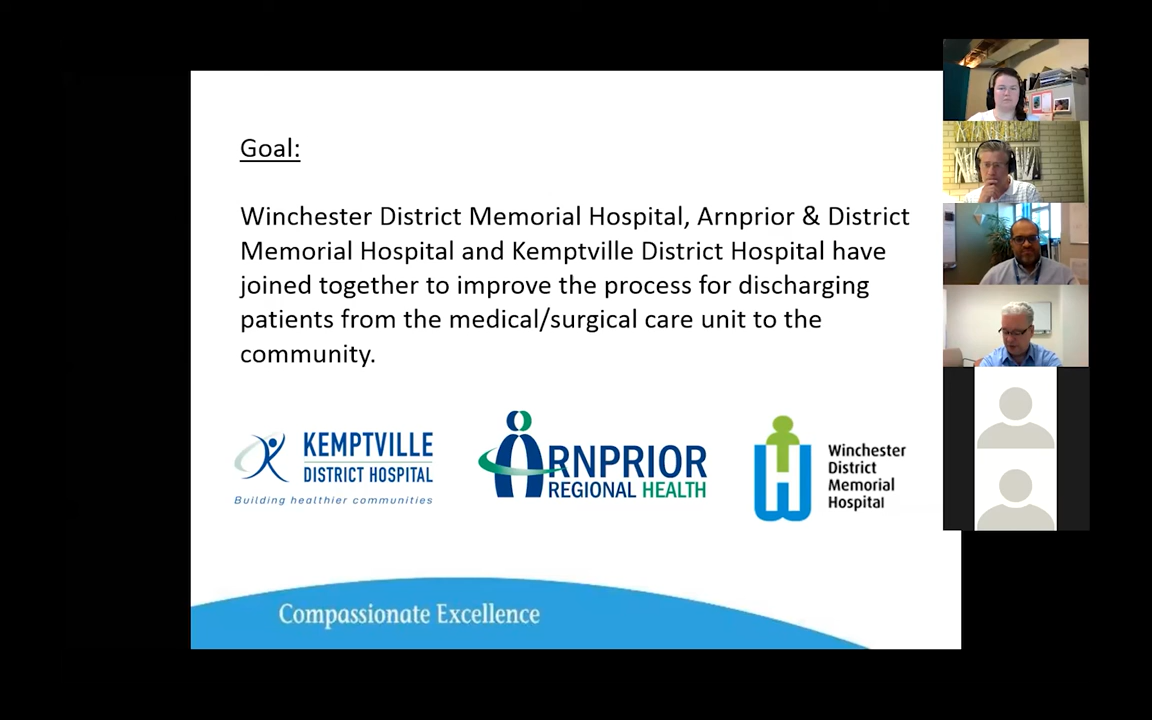 Goal:
Winchester District Memorial Hospital, Arnprior & District
Memorial Hospital and Kemptville District Hospital have
joined together to improve the process for discharging
patients from the medical/surgical care unit to the
community.
KEMPTVILLE
DISTRICT HOSPITAL
Building healthier communities
ARNPRIOR
REGIONAL HEALTH
Winchester
District
Memorial
Hospital
Compassionate Excellence